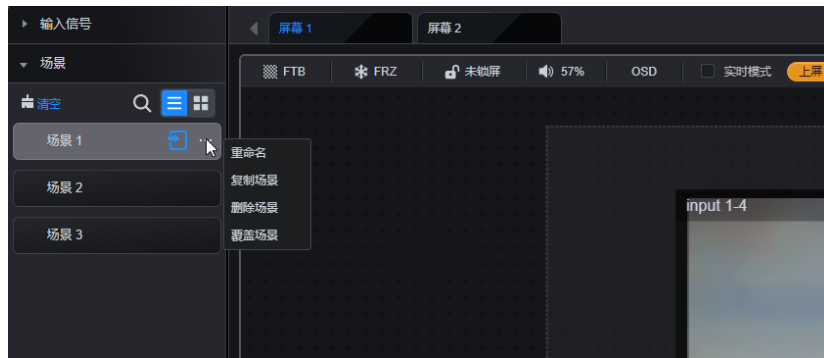 输入信号
屏幕 1
屏幕 2
场景
FTB
FRZ
未锁屏
57%
OSD
实时模式
上屏
清空
场景 1
重命名
复制场景
场景 2
删除场景
input 1-4
场景 3
覆盖场景